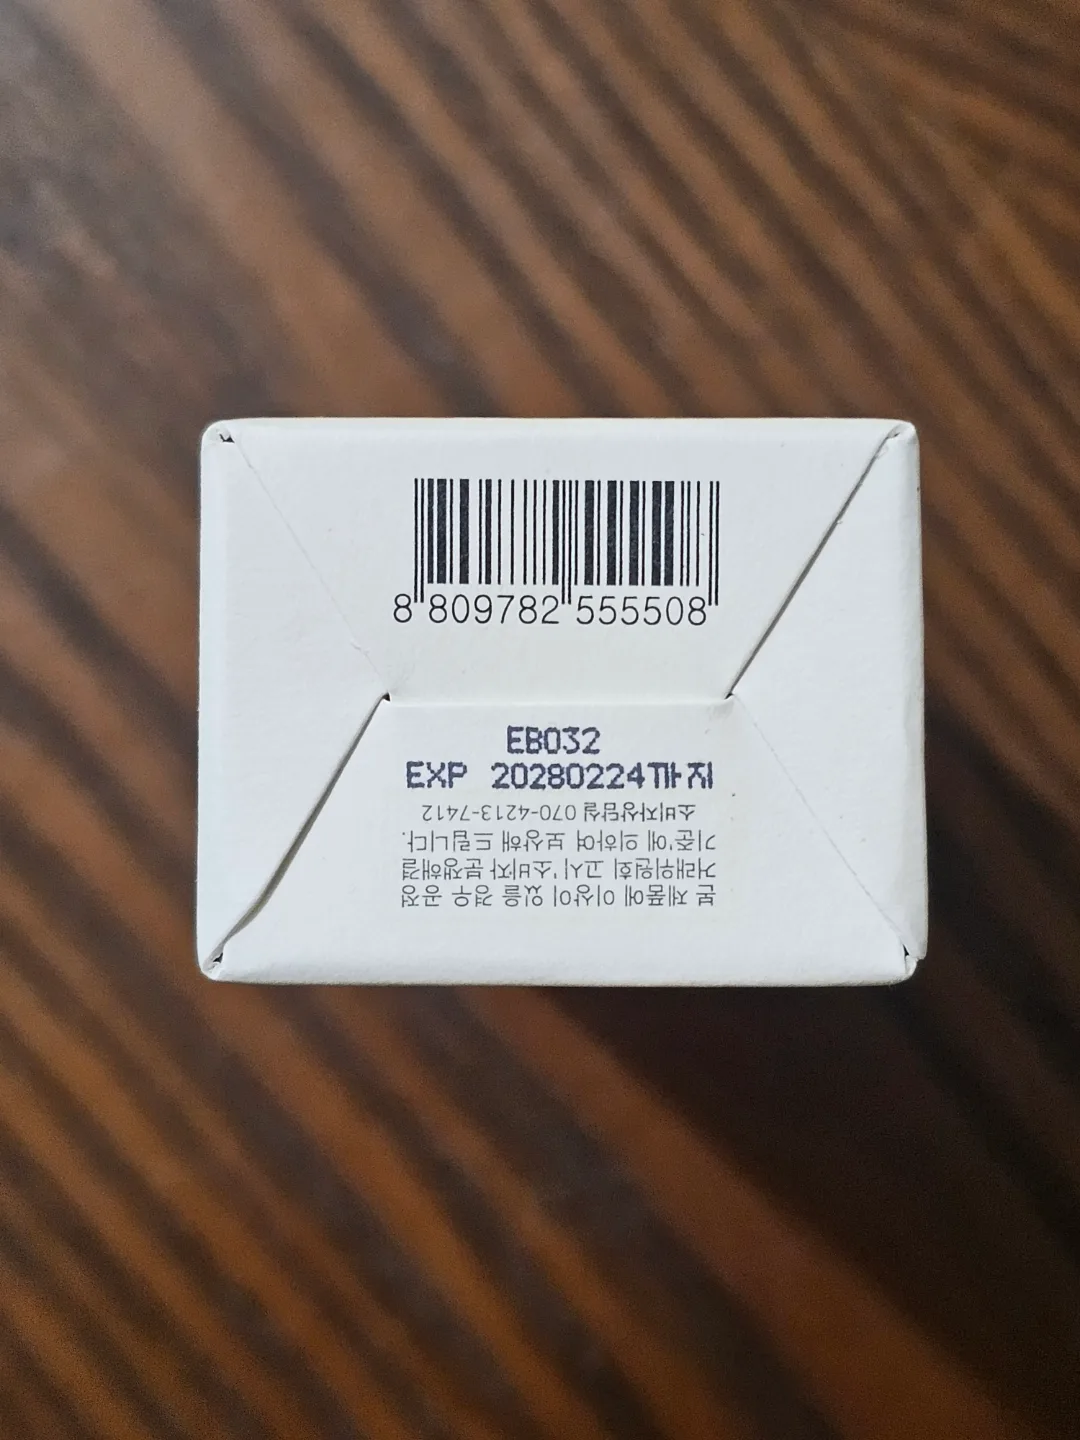 8 809782 555508
EB032
EXP 20280224까지
본 제품에 이상이 있을 경우 공정
거래위원회 고시 '소비자 분쟁해결
기준'에 의하여 보상해 드립니다.
소비자상담실 070-4213-7412